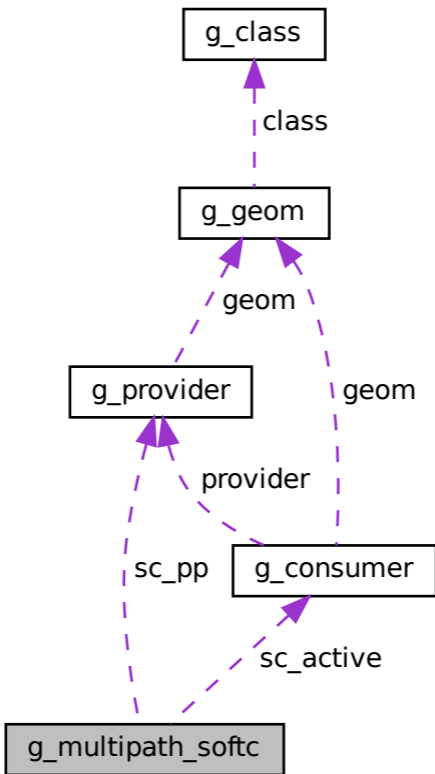 g_class
class
g_geom
geom
g_provider
geom
provider
g_consumer
sc_pp
sc_active
g_multipath_softc